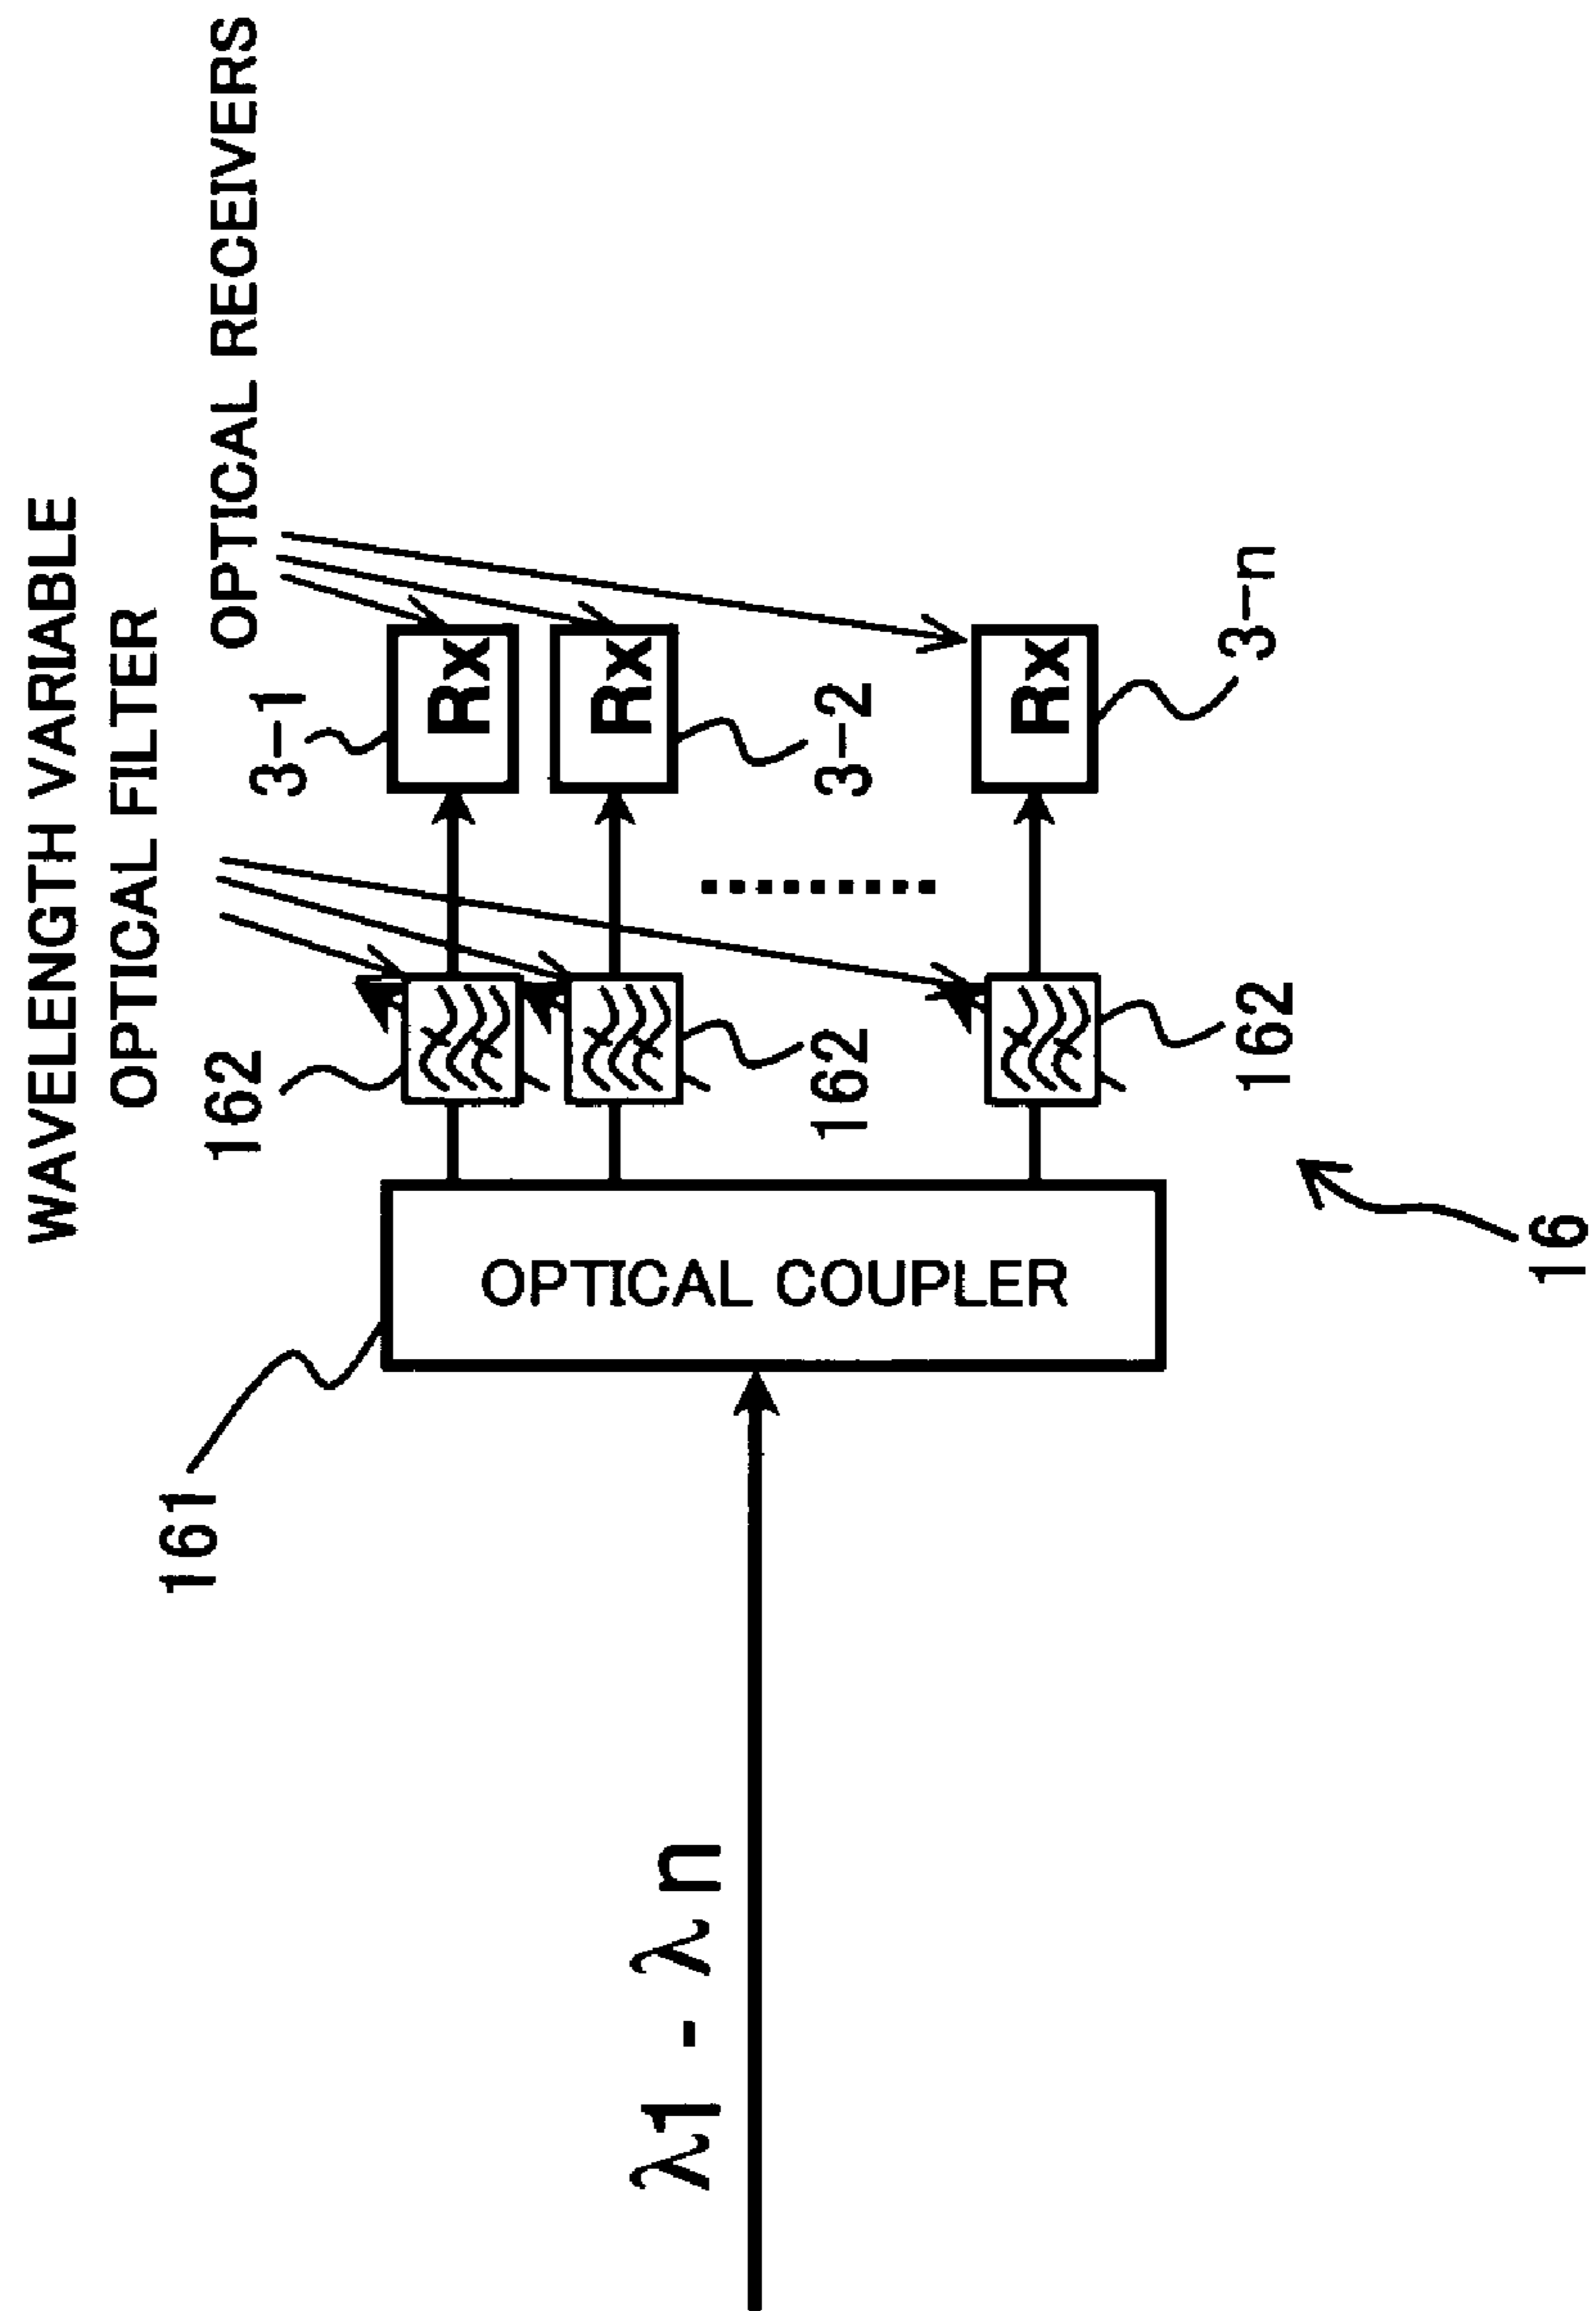 WAVELENGTH VARIABLE
OPTICAL FILTER
OPTICAL RECEIVERS
162
3-1
161
Rx
Rx
Rx
OPTICAL COUPLER
λ1 - λn
162
3-2
162
3-n
16